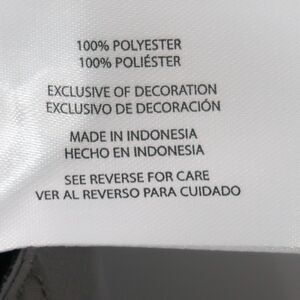 100% POLYESTER
100% POLIÉSTER
EXCLUSIVE OF DECORATION
EXCLUSIVO DE DECORACIÓN
MADE IN INDONESIA
HECHO EN INDONESIA
SEE REVERSE FOR CARE
VER AL REVERSO PARA CUIDADO